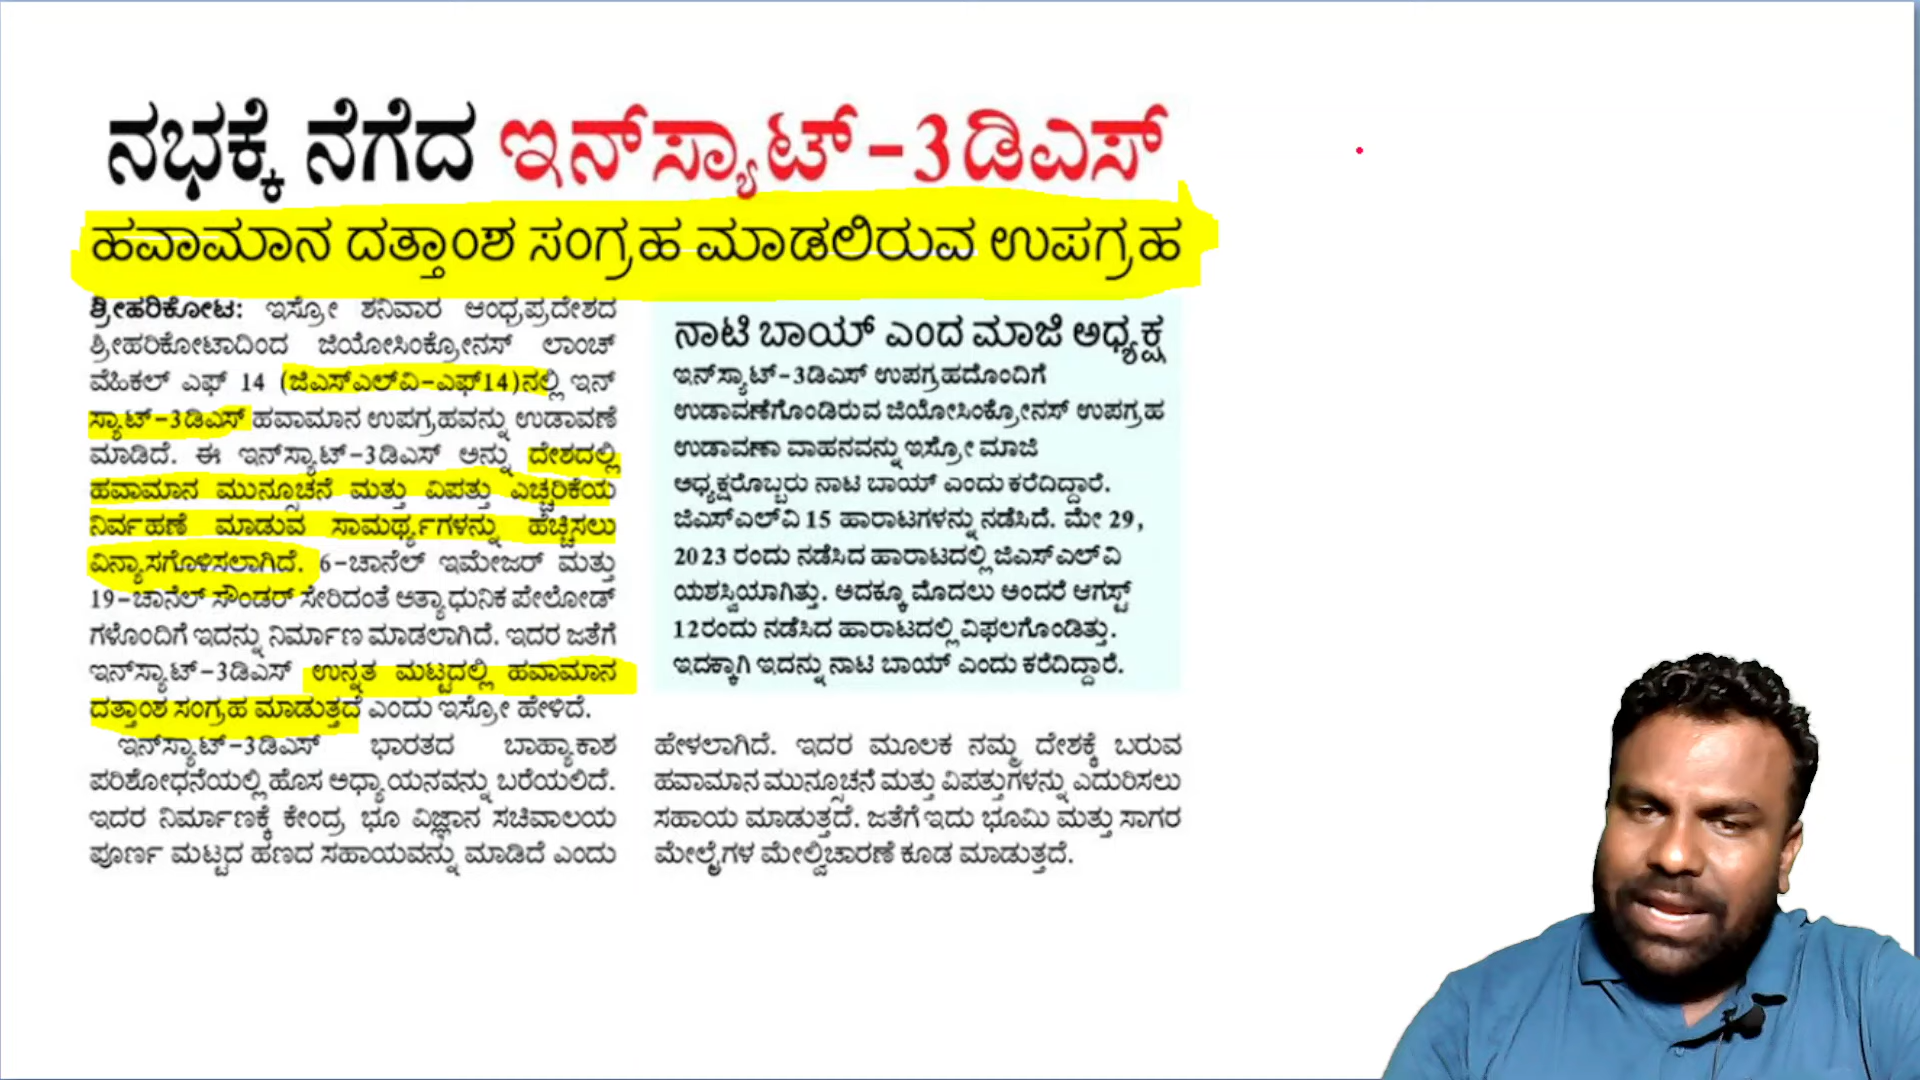 ನಭಕ್ಕೆ ನೆಗೆದ ಇನ್‌ಸ್ಯಾಟ್-3ಡಿಎಸ್
ಹವಾಮಾನ ದತ್ತಾಂಶ ಸಂಗ್ರಹ ಮಾಡಲಿರುವ ಉಪಗ್ರಹ
ಶ್ರೀಹರಿಕೋಟ: ಇಸ್ರೋ ಶನಿವಾರ ಆಂಧ್ರಪ್ರದೇಶದ
ಶ್ರೀಹರಿಕೋಟಾದಿಂದ ಜಿಯೋಸಿಂಕ್ರೋನಸ್ ಲಾಂಚ್
ವೆಹಿಕಲ್ ಎಫ್ 14 (ಜಿಎಸ್‌ಎಲ್‌ವಿ-ಎಫ್14)ನಲ್ಲಿ ಇನ್
ಸ್ಯಾಟ್-3ಡಿಎಸ್ ಹವಾಮಾನ ಉಪಗ್ರಹವನ್ನು ಉಡಾವಣೆ
ಮಾಡಿದೆ. ಈ ಇನ್‌ಸ್ಯಾಟ್-3ಡಿಎಸ್ ಅನ್ನು ದೇಶದಲ್ಲಿ
ಹವಾಮಾನ ಮುನ್ಸೂಚನೆ ಮತ್ತು ವಿಪತ್ತು ಎಚ್ಚರಿಕೆಯ
ನಿರ್ವಹಣೆ ಮಾಡುವ ಸಾಮರ್ಥ್ಯಗಳನ್ನು ಹೆಚ್ಚಿಸಲು
ವಿನ್ಯಾಸಗೊಳಿಸಲಾಗಿದೆ. 6-ಚಾನೆಲ್ ಇಮೇಜರ್ ಮತ್ತು
19-ಚಾನೆಲ್ ಸೌಂಡರ್ ಸೇರಿದಂತೆ ಅತ್ಯಾಧುನಿಕ ಪೇಲೋಡ್
ಗಳೊಂದಿಗೆ ಇದನ್ನು ನಿರ್ಮಾಣ ಮಾಡಲಾಗಿದೆ. ಇದರ ಜತೆಗೆ
ಇನ್‌ಸ್ಯಾಟ್-3ಡಿಎಸ್ ಉನ್ನತ ಮಟ್ಟದಲ್ಲಿ ಹವಾಮಾನ
ದತ್ತಾಂಶ ಸಂಗ್ರಹ ಮಾಡುತ್ತದೆ ಎಂದು ಇಸ್ರೋ ಹೇಳಿದೆ.
ಇನ್‌ಸ್ಯಾಟ್-3ಡಿಎಸ್ ಭಾರತದ ಬಾಹ್ಯಾಕಾಶ
ಪರಿಶೋಧನೆಯಲ್ಲಿ ಹೊಸ ಅಧ್ಯಾಯವನ್ನು ಬರೆಯಲಿದೆ.
ಇದರ ನಿರ್ಮಾಣಕ್ಕೆ ಕೇಂದ್ರ ಭೂ ವಿಜ್ಞಾನ ಸಚಿವಾಲಯ
ಪೂರ್ಣ ಮಟ್ಟದ ಹಣದ ಸಹಾಯವನ್ನು ಮಾಡಿದೆ ಎಂದು
ನಾಟಿ ಬಾಯ್ ಎಂದ ಮಾಜಿ ಅಧ್ಯಕ್ಷ
ಇನ್‌ಸ್ಯಾಟ್-3ಡಿಎಸ್ ಉಪಗ್ರಹದೊಂದಿಗೆ
ಉಡಾವಣೆಗೊಂಡಿರುವ ಜಿಯೋಸಿಂಕ್ರೋನಸ್ ಉಪಗ್ರಹ
ಉಡಾವಣಾ ವಾಹನವನ್ನು ಇಸ್ರೋ ಮಾಜಿ
ಅಧ್ಯಕ್ಷರೊಬ್ಬರು ನಾಟಿ ಬಾಯ್ ಎಂದು ಕರೆದಿದ್ದಾರೆ.
ಜಿಎಸ್‌ಎಲ್‌ವಿ 15 ಹಾರಾಟಗಳನ್ನು ನಡೆಸಿದೆ. ಮೇ 29,
2023 ರಂದು ನಡೆಸಿದ ಹಾರಾಟದಲ್ಲಿ ಜಿಎಸ್‌ಎಲ್‌ವಿ
ಯಶಸ್ವಿಯಾಗಿತ್ತು. ಅದಕ್ಕೂ ಮೊದಲು ಅಂದರೆ ಆಗಸ್ಟ್
12ರಂದು ನಡೆಸಿದ ಹಾರಾಟದಲ್ಲಿ ವಿಫಲಗೊಂಡಿತ್ತು.
ಇದಕ್ಕಾಗಿ ಇದನ್ನು ನಾಟಿ ಬಾಯ್ ಎಂದು ಕರೆದಿದ್ದಾರೆ.
ಹೇಳಲಾಗಿದೆ. ಇದರ ಮೂಲಕ ನಮ್ಮ ದೇಶಕ್ಕೆ ಬರುವ
ಹವಾಮಾನ ಮುನ್ಸೂಚನೆ ಮತ್ತು ವಿಪತ್ತುಗಳನ್ನು ಎದುರಿಸಲು
ಸಹಾಯ ಮಾಡುತ್ತದೆ. ಜತೆಗೆ ಇದು ಭೂಮಿ ಮತ್ತು ಸಾಗರ
ಮೇಲ್ಮೈಗಳ ಮೇಲ್ವಿಚಾರಣೆ ಕೂಡ ಮಾಡುತ್ತದೆ.